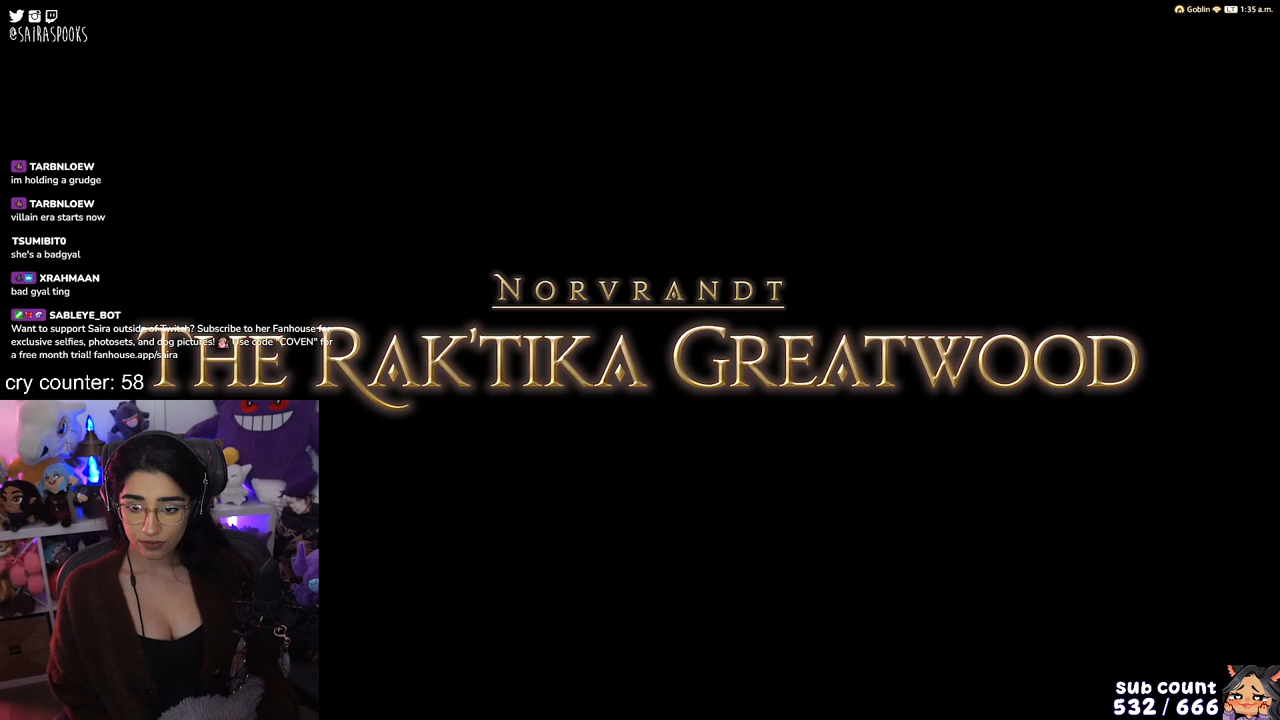 @SAIRASPOOKS
Goblin LT 1:35 a.m.
TARBNLOEW
im holding a grudge
TARBNLOEW
villain era starts now
TSUMIBIT0
she's a badgyal
XRAHMAAN
bad gyal ting
SABLEYE_BOT
Want to support Saira outside of Twitch? Subscribe to her Fanhouse for
exclusive selfies, photosets, and dog pictures! Use code "COVEN" for
a free month trial! fanhouse.app/saira
NORVRANDT
THE RAK'TIKA GREATWOOD
cry counter: 58
sub count
532 / 666